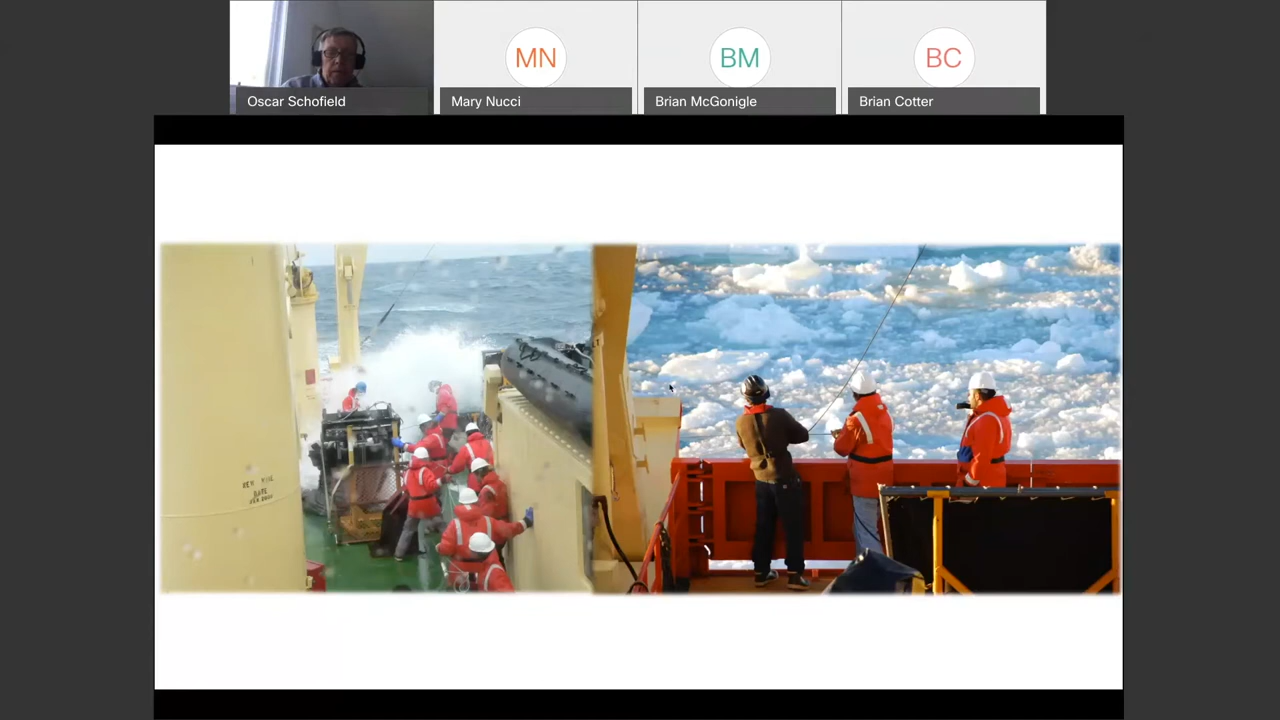 MN
BM
BC
Oscar Schofield
Mary Nucci
Brian McGonigle
Brian Cotter